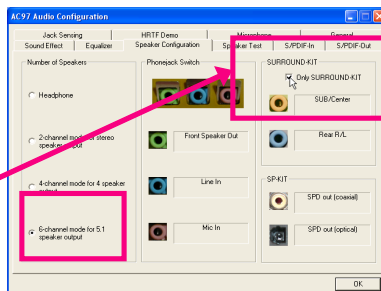 AC97 Audio Configuration
Jack Sensing
HRTF Demo
Microphone
General
Sound Effect
Equalizer
Speaker Configuration
Speaker Test
S/PDIF-In
S/PDIF-Out
Number of Speakers
Headphone
2-channel mode for stereo
speaker output
4-channel mode for 4 speaker
output
6-channel mode for 5.1
speaker output
Phonejack Switch
Front Speaker Out
Line In
Mic In
SURROUND-KIT
Only SURROUND-KIT
SUB/Center
Rear R/L
SP-KIT
SPD out (coaxial)
SPD out (optical)
OK